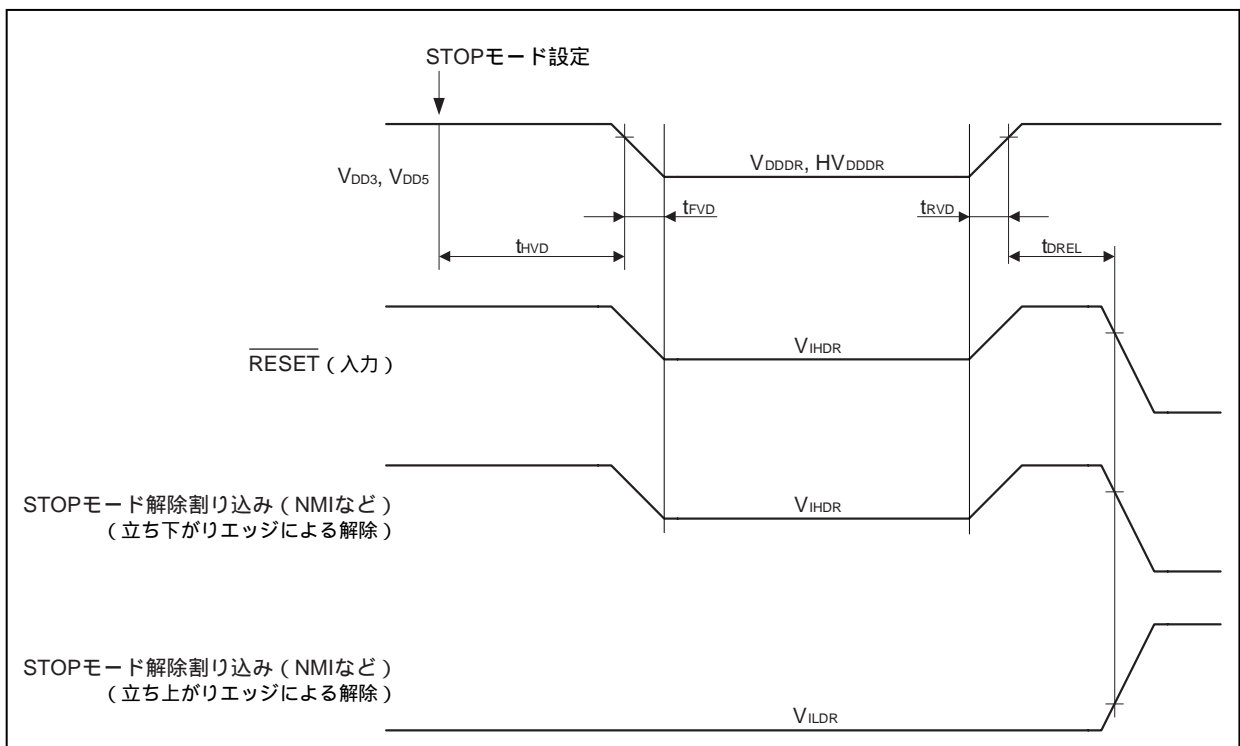 STOPモード設定
VDD3, VDD5
VDDDR, HVDDDR
tFVD
tRVD
tHVD
tDREL
RESET（入力）
VIHDR
STOPモード解除割り込み（NMIなど）
（立ち下がりエッジによる解除）
VIHDR
STOPモード解除割り込み（NMIなど）
（立ち上がりエッジによる解除）
VILDR